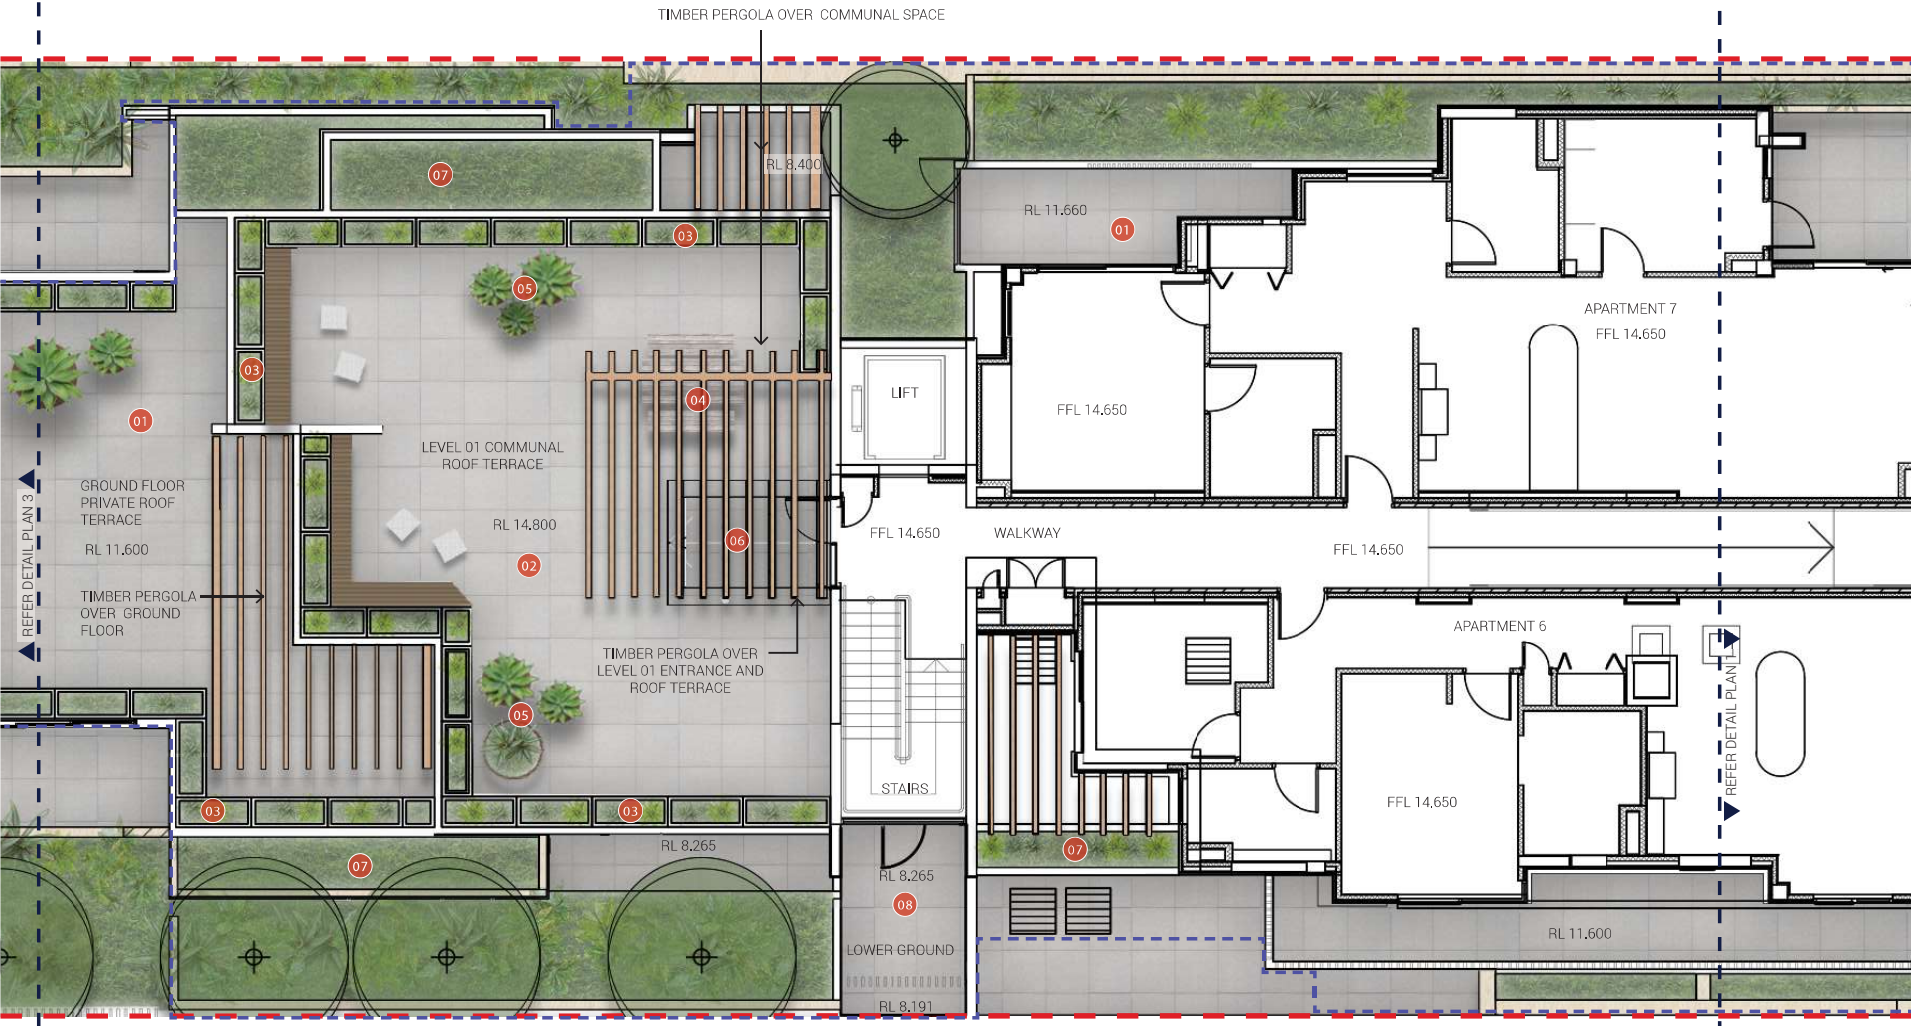 TIMBER PERGOLA OVER COMMUNAL SPACE
RL 8.400
07
03
RL 11.660
01
05
APARTMENT 7
FFL 14.650
03
LIFT
04
FFL 14.650
01
LEVEL 01 COMMUNAL
ROOF TERRACE
GROUND FLOOR
PRIVATE ROOF
TERRACE
RL 11.600
REFER DETAIL PLAN 3
RL 14.800
02
06
FFL 14.650
WALKWAY
FFL 14.650
TIMBER PERGOLA
OVER GROUND
FLOOR
APARTMENT 6
TIMBER PERGOLA OVER
LEVEL 01 ENTRANCE AND
ROOF TERRACE
05
REFER DETAIL PLAN 1
STAIRS
FFL 14.650
03
03
RL 8.265
07
07
RL 8.265
08
RL 11.600
LOWER GROUND
RL 8.191